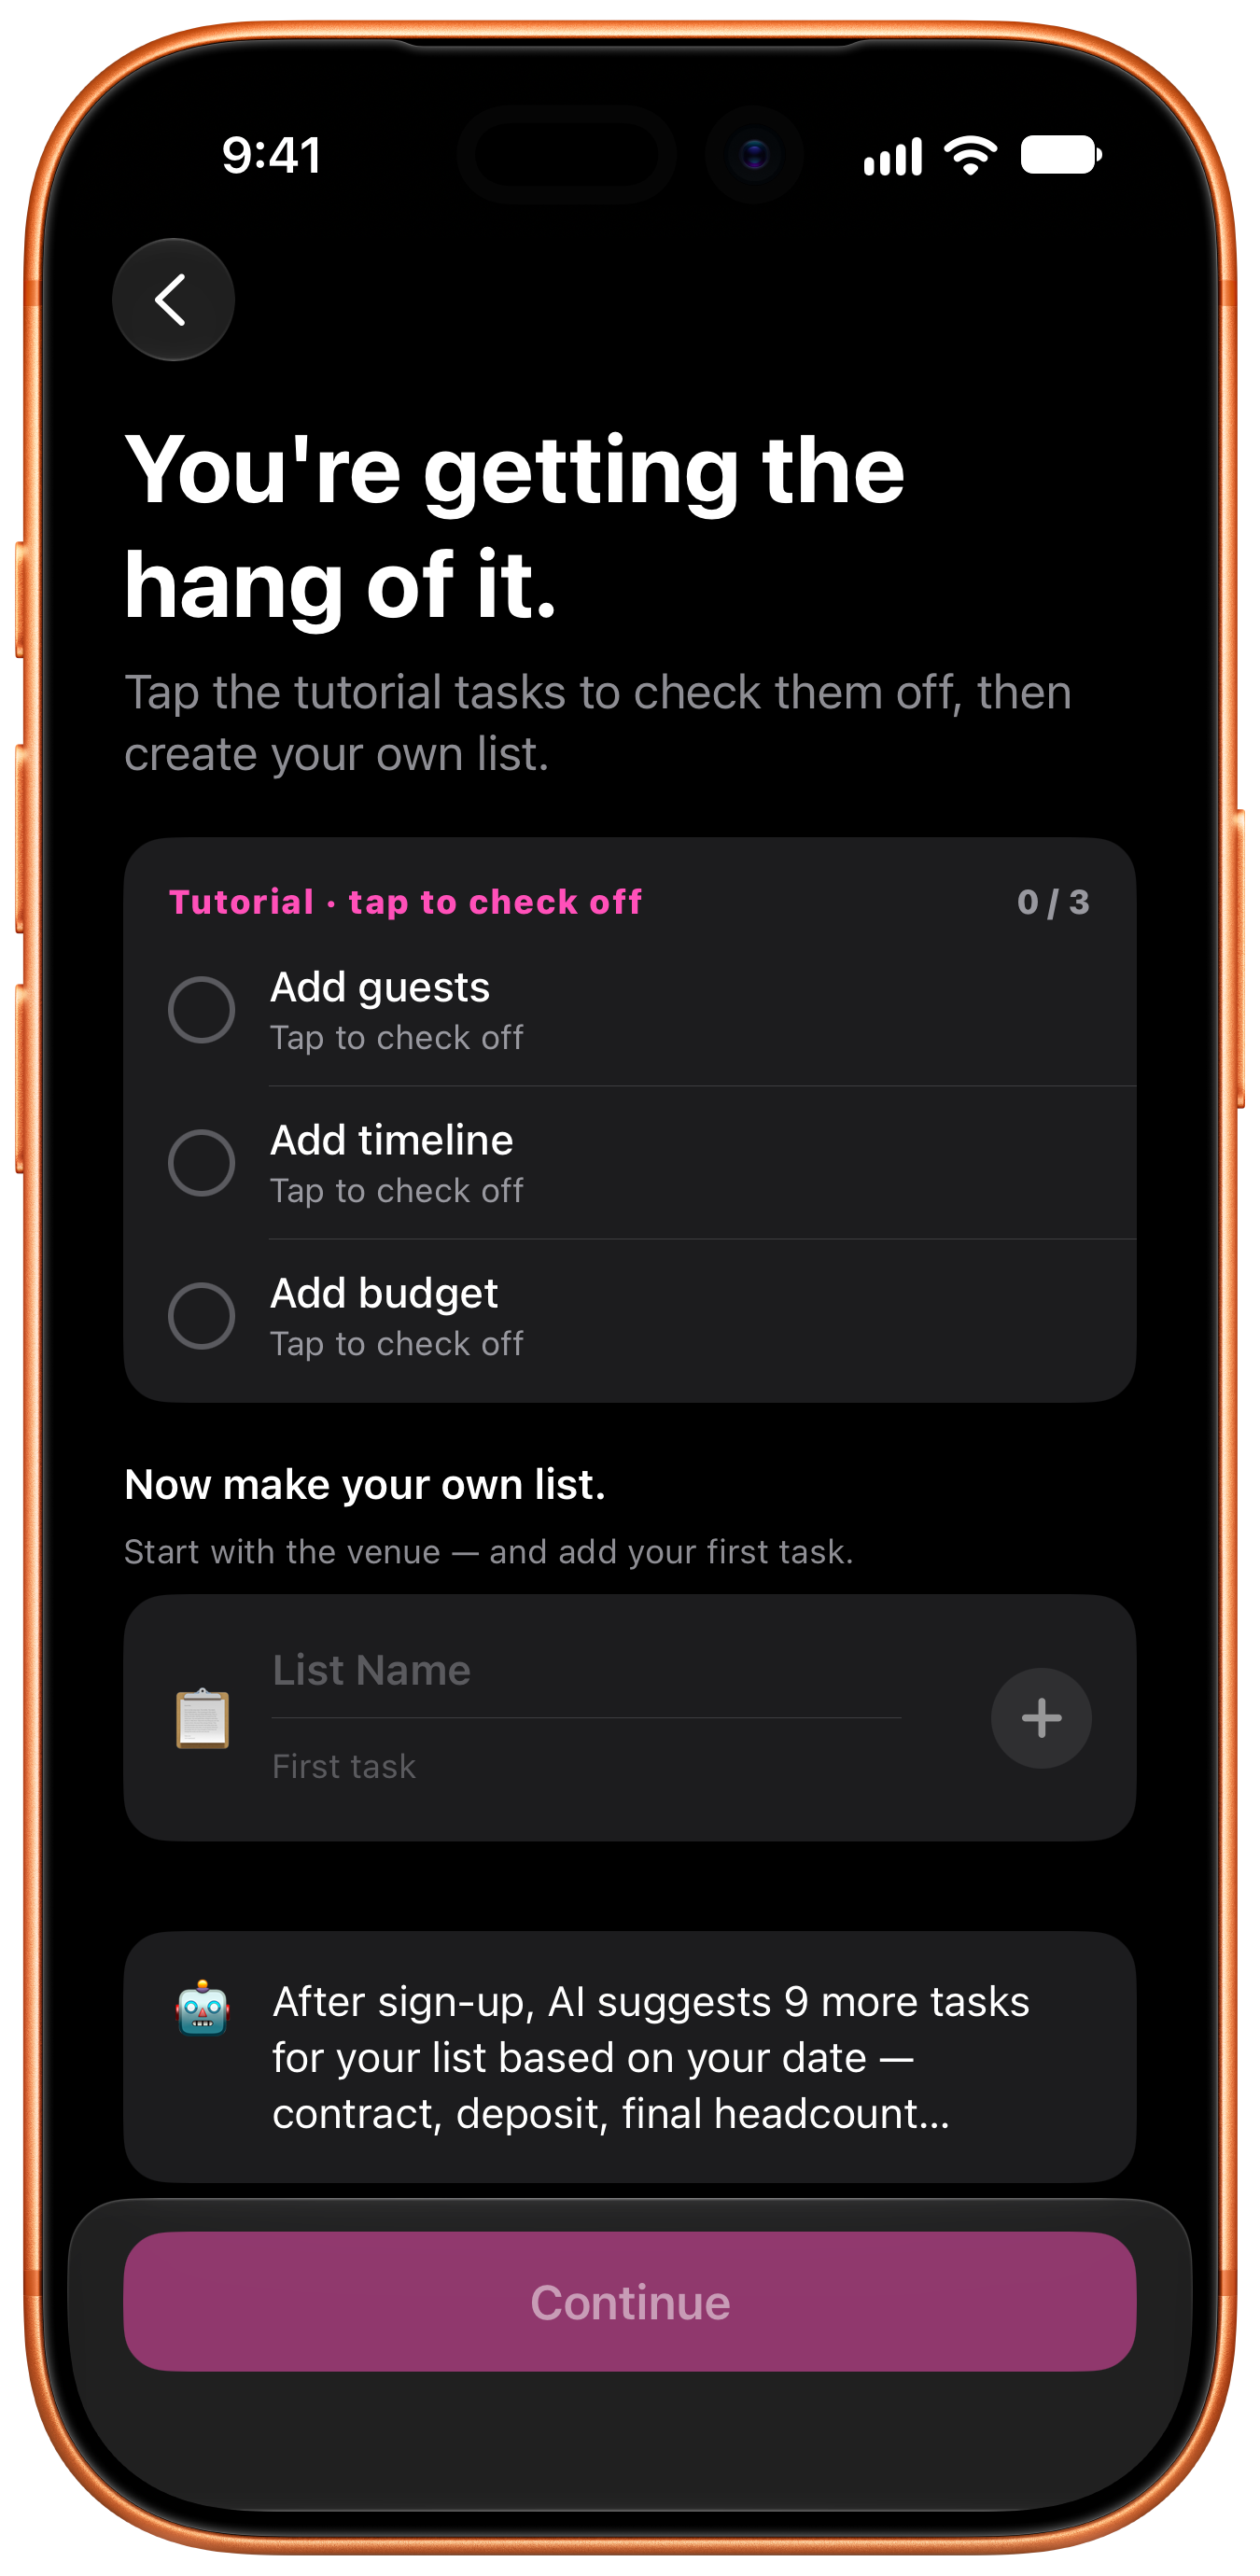 9:41
You're getting the
hang of it.
Tap the tutorial tasks to check them off, then
create your own list.
Tutorial · tap to check off 0 / 3
Add guests
Tap to check off
Add timeline
Tap to check off
Add budget
Tap to check off
Now make your own list.
Start with the venue — and add your first task.
List Name
First task
After sign-up, AI suggests 9 more tasks
for your list based on your date —
contract, deposit, final headcount...
Continue